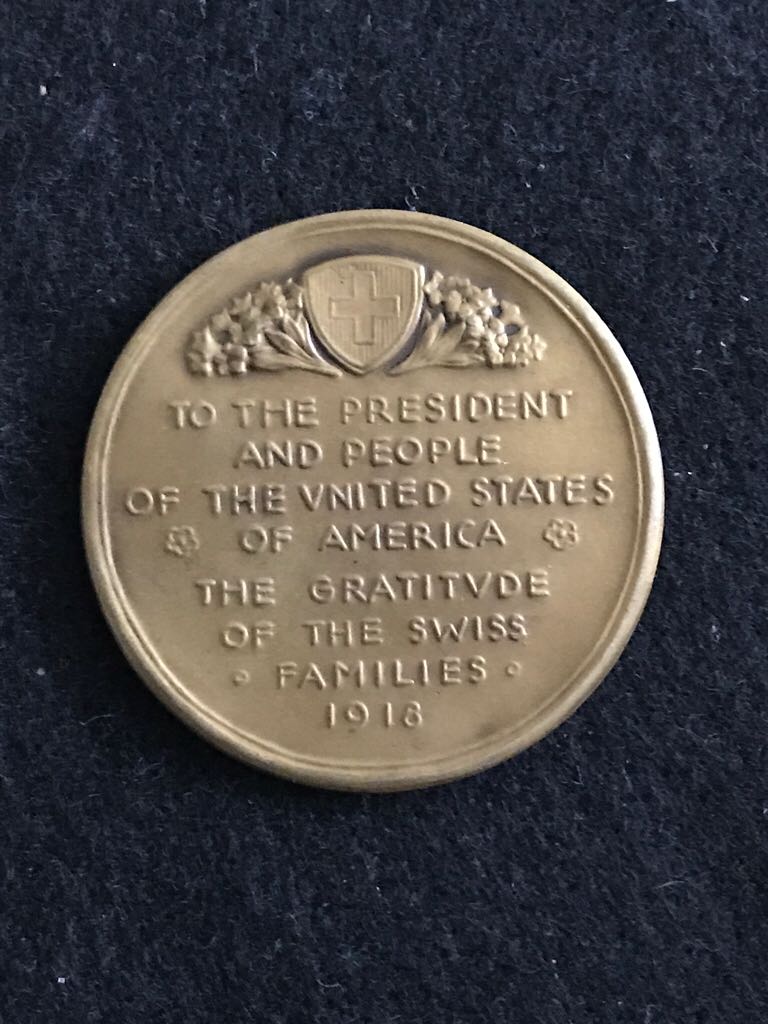 TO THE PRESIDENT
AND PEOPLE
OF THE VNITED STATES
OF AMERICA
THE GRATITVDE
OF THE SWISS
FAMILIES
1918